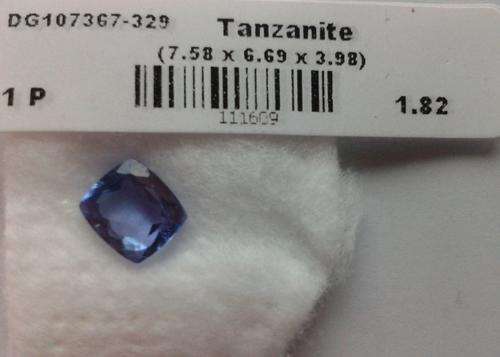 DG107367-329
Tanzanite
(7.58 x 6.69 x 3.98)
1 P
1.82
111609